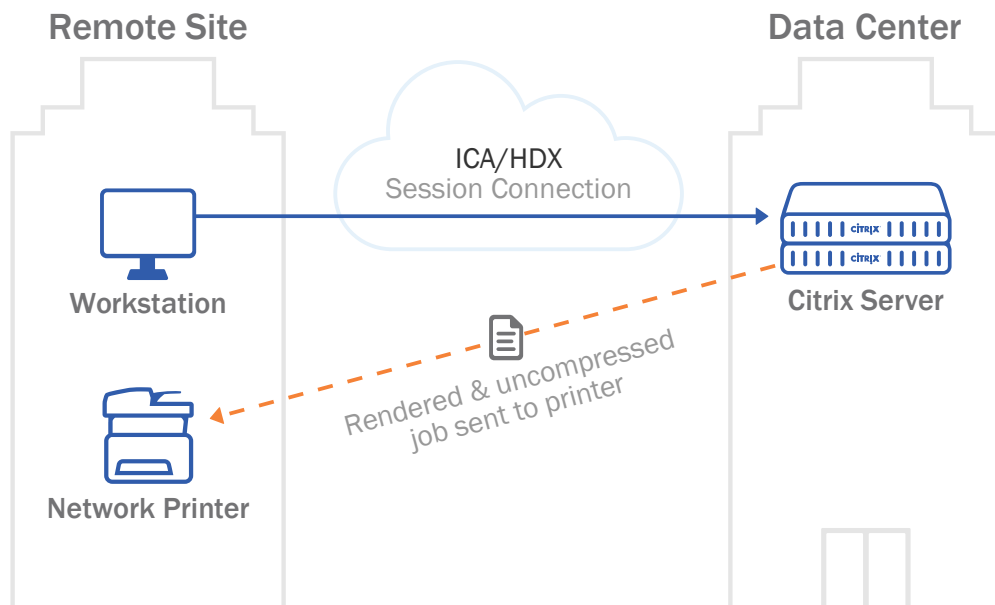 Remote Site
Data Center
ICA/HDX
Session Connection
citrix
citrix
Workstation
Citrix Server
Rendered & uncompressed
job sent to printer
Network Printer